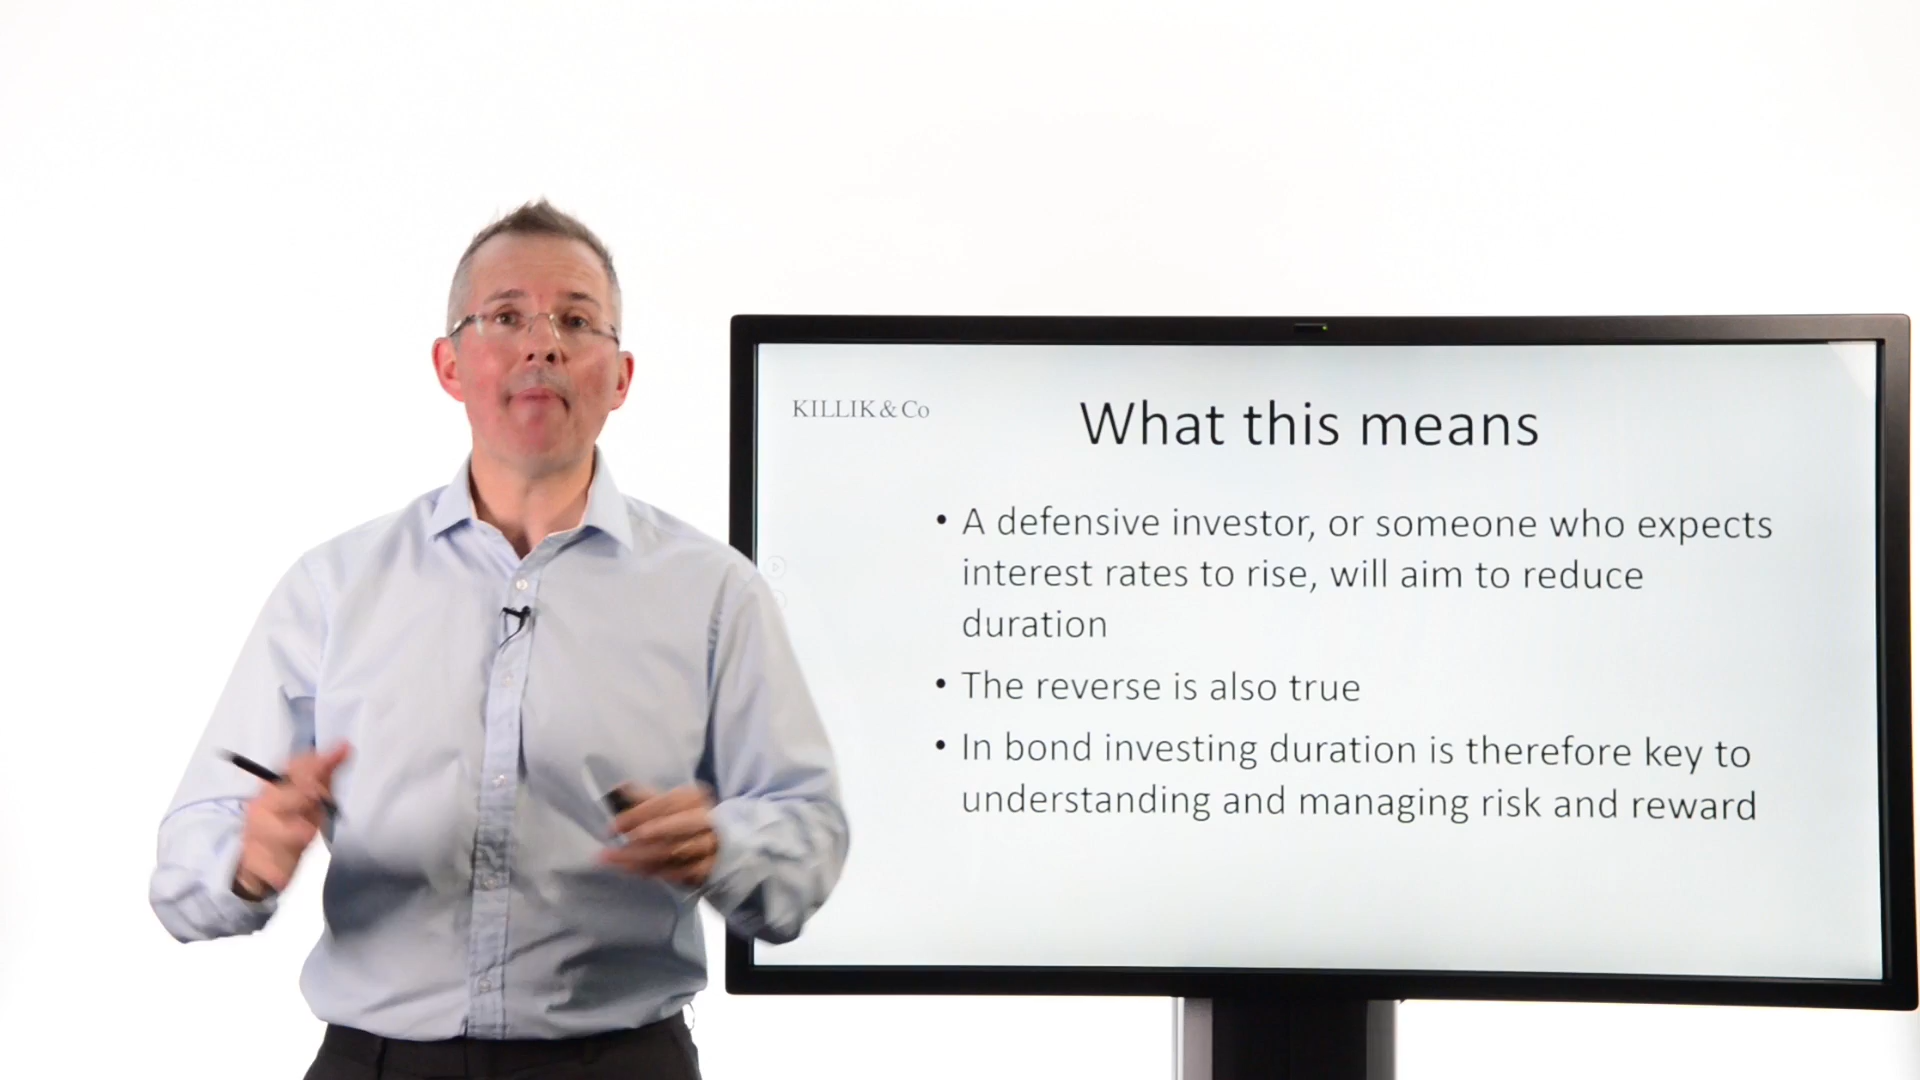 KILLIK & Co
What this means
• A defensive investor, or someone who expects
interest rates to rise, will aim to reduce
duration
• The reverse is also true
• In bond investing duration is therefore key to
understanding and managing risk and reward